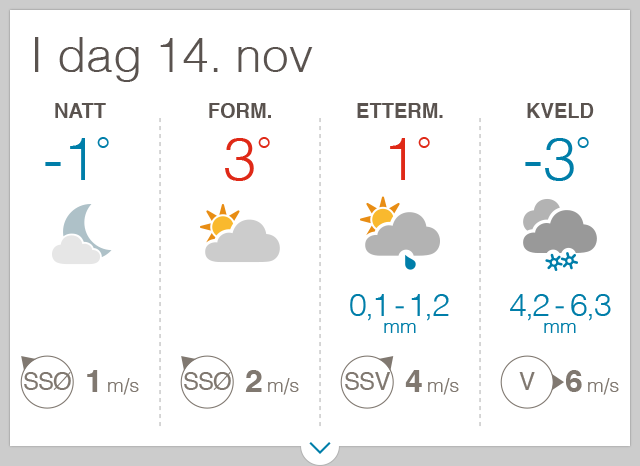 I dag 14. nov
NATT
-1°
SSØ 1 m/s
FORM.
3°
SSØ 2 m/s
ETTERM.
1°
0,1 - 1,2
mm
SSV 4 m/s
KVELD
-3°
4,2 - 6,3
mm
V 6 m/s